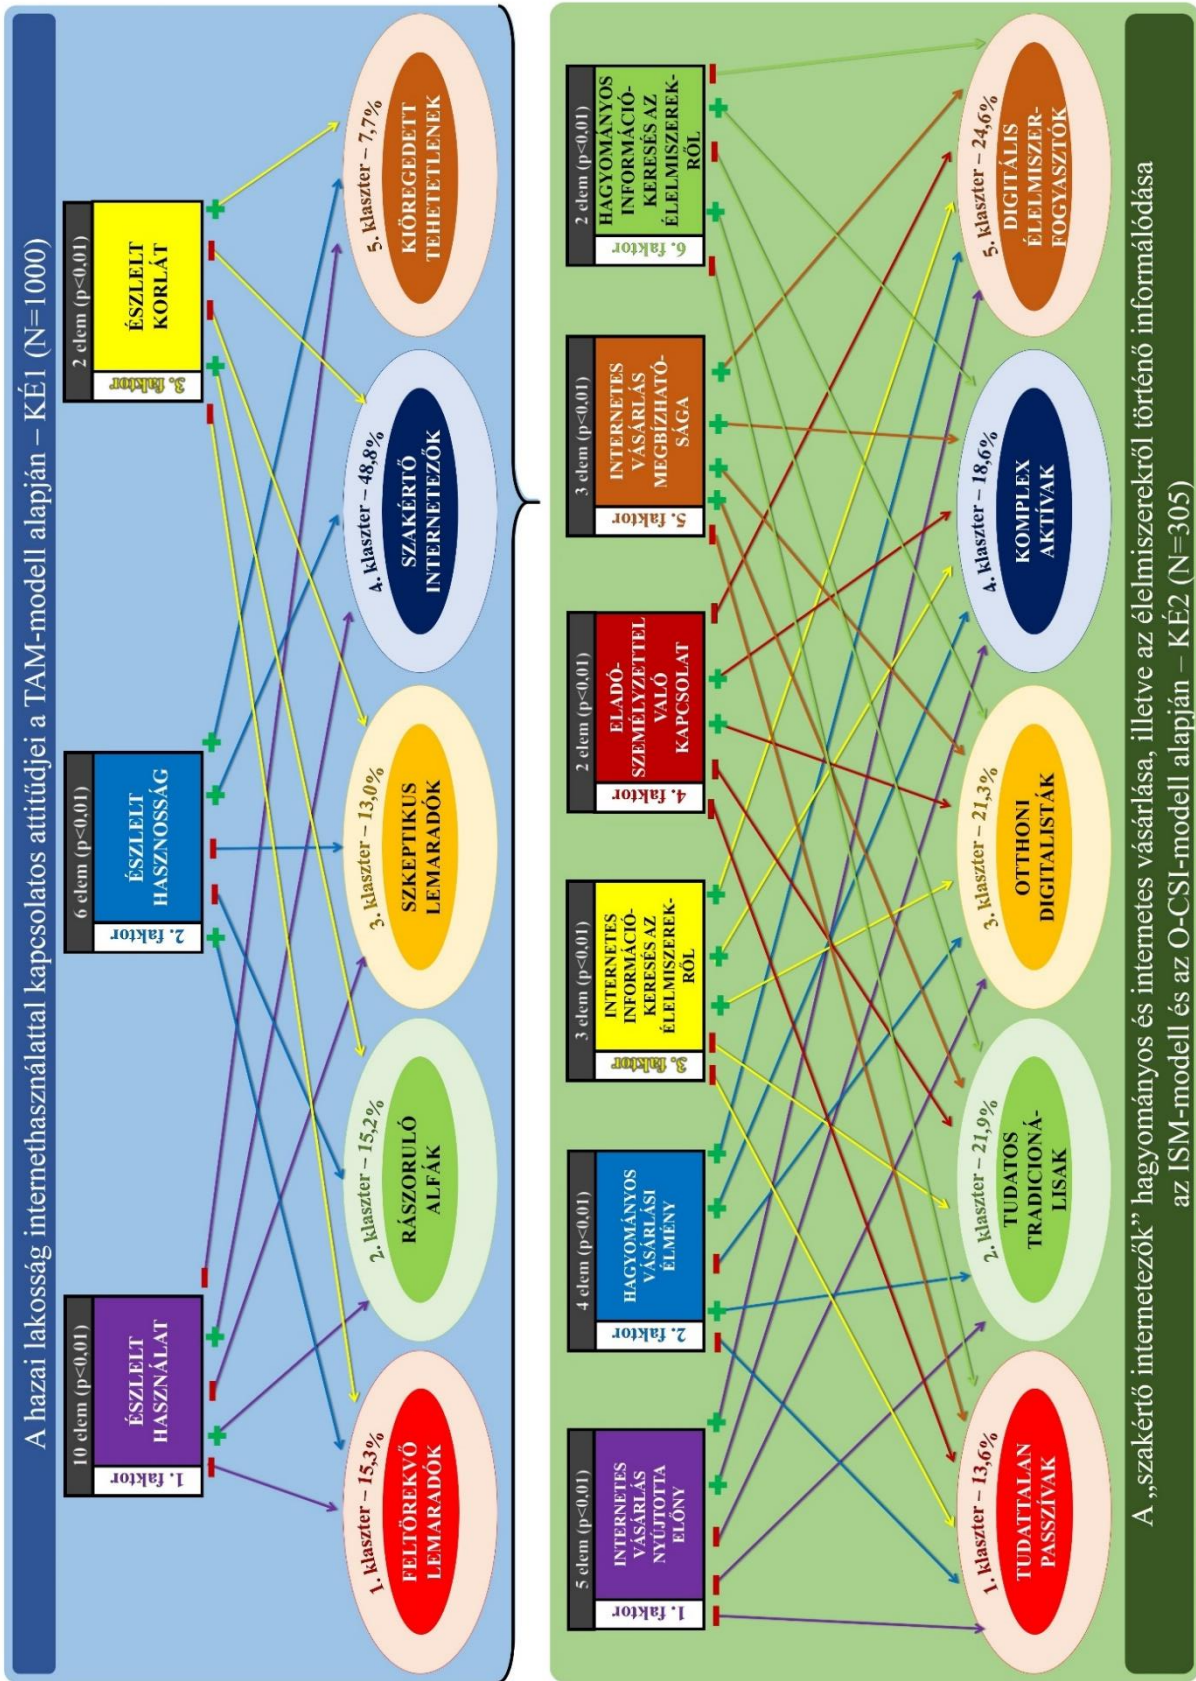 A hazai lakosság internethasználattal kapcsolatos attitűdjei a TAM-modell alapján – KÉ1 (N=1000)
10 elem (p<0,01)
1. faktor
ÉSZLELT
HASZNÁLAT
6 elem (p<0,01)
2. faktor
ÉSZLELT
HASZNOSSÁG
2 elem (p<0,01)
3. faktor
ÉSZLELT
KORLÁT
1. klaszter – 15,3%
FELTÖREKVŐ
LEMARADÓK
2. klaszter – 15,2%
RÁSZORULÓ
ALFÁK
3. klaszter – 13,0%
SZKEPTIKUS
LEMARADÓK
4. klaszter – 48,8%
SZAKÉRTŐ
INTERNETEZŐK
5. klaszter – 7,7%
KIÖREGEDETT
TEHETETLENEK
5 elem (p<0,01)
1. faktor
INTERNETES
VÁSÁRLÁS
NYÚJTOTTA
ELŐNY
4 elem (p<0,01)
2. faktor
HAGYOMÁNYOS
VÁSÁRLÁSI
ÉLMÉNY
3 elem (p<0,01)
3. faktor
INTERNETES
INFORMÁCIÓ-
KERESÉS AZ
ÉLELMISZEREK-
RŐL
2 elem (p<0,01)
4. faktor
ELADÓ-
SZEMÉLYZETTEL
VALÓ
KAPCSOLAT
3 elem (p<0,01)
5. faktor
INTERNETES
VÁSÁRLÁS
MEGBÍZHATÓ-
SÁGA
2 elem (p<0,01)
6. faktor
HAGYOMÁNYOS
INFORMÁCIÓ-
KERESÉS AZ
ÉLELMISZEREK-
RŐL
1. klaszter – 13,6%
TUDATTALAN
PASSZÍVAK
2. klaszter – 21,9%
TUDATOS
TRADICIONÁ-
LISAK
3. klaszter – 21,3%
OTTHONI
DIGITALISTÁK
4. klaszter – 18,6%
KOMPLEX
AKTÍVAK
5. klaszter – 24,6%
DIGITÁLIS
ÉLELMISZER-
FOGYASZTÓK
A „szakértő internetezők” hagyományos és internetes vásárlása, illetve az élelmiszerekről történő informálódása
az ISM-modell és az O-CSI-modell alapján – KÉ2 (N=305)